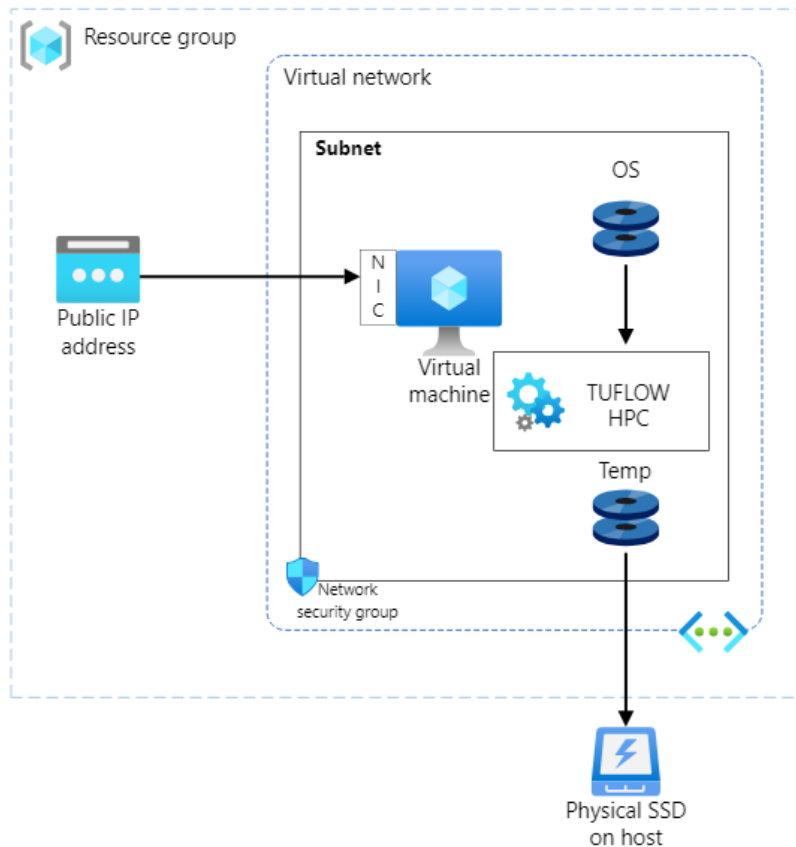 Resource group
Virtual network
Subnet
OS
N
I
C
Public IP
address
Virtual
machine
TUFLOW
HPC
Temp
Network
security group
Physical SSD
on host